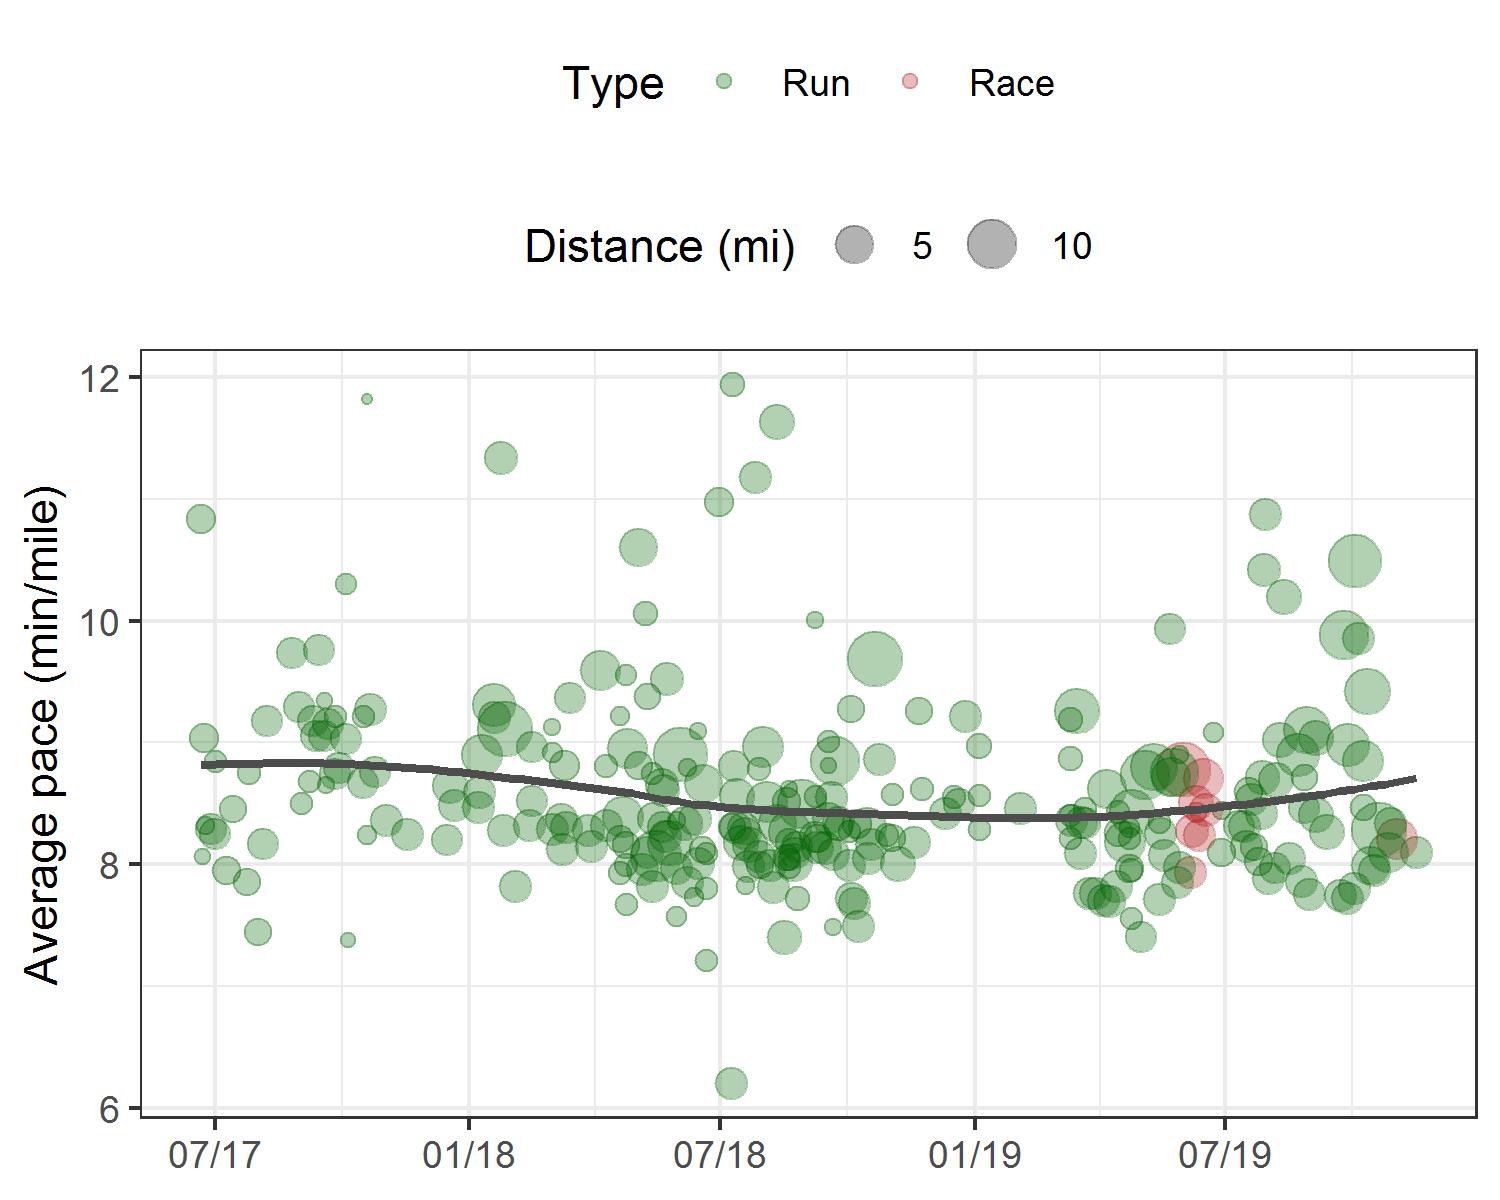 Type Run Race
Distance (mi) 5 10
Average pace (min/mile)
12
10
8
6
07/17 01/18 07/18 01/19 07/19